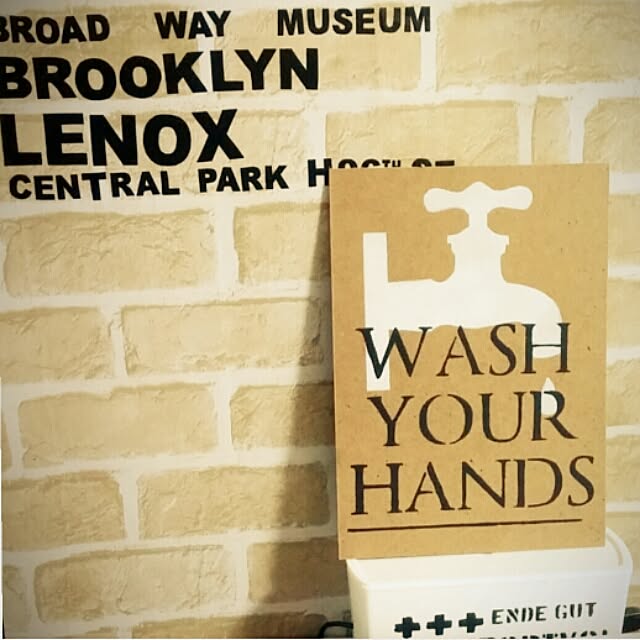 BROAD WAY MUSEUM
BROOKLYN
LENOX
CENTRAL PARK
WASH
YOUR
HANDS
+++ ENDE GUT